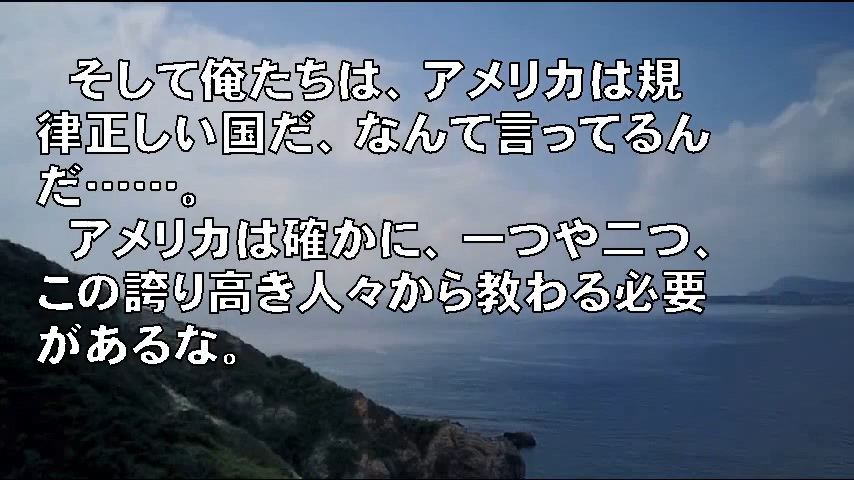 そして俺たちは、アメリカは規
律正しい国だ、なんて言ってるん
だ……。
アメリカは確かに、一つや二つ、
この誇り高き人々から教わる必要
があるな。